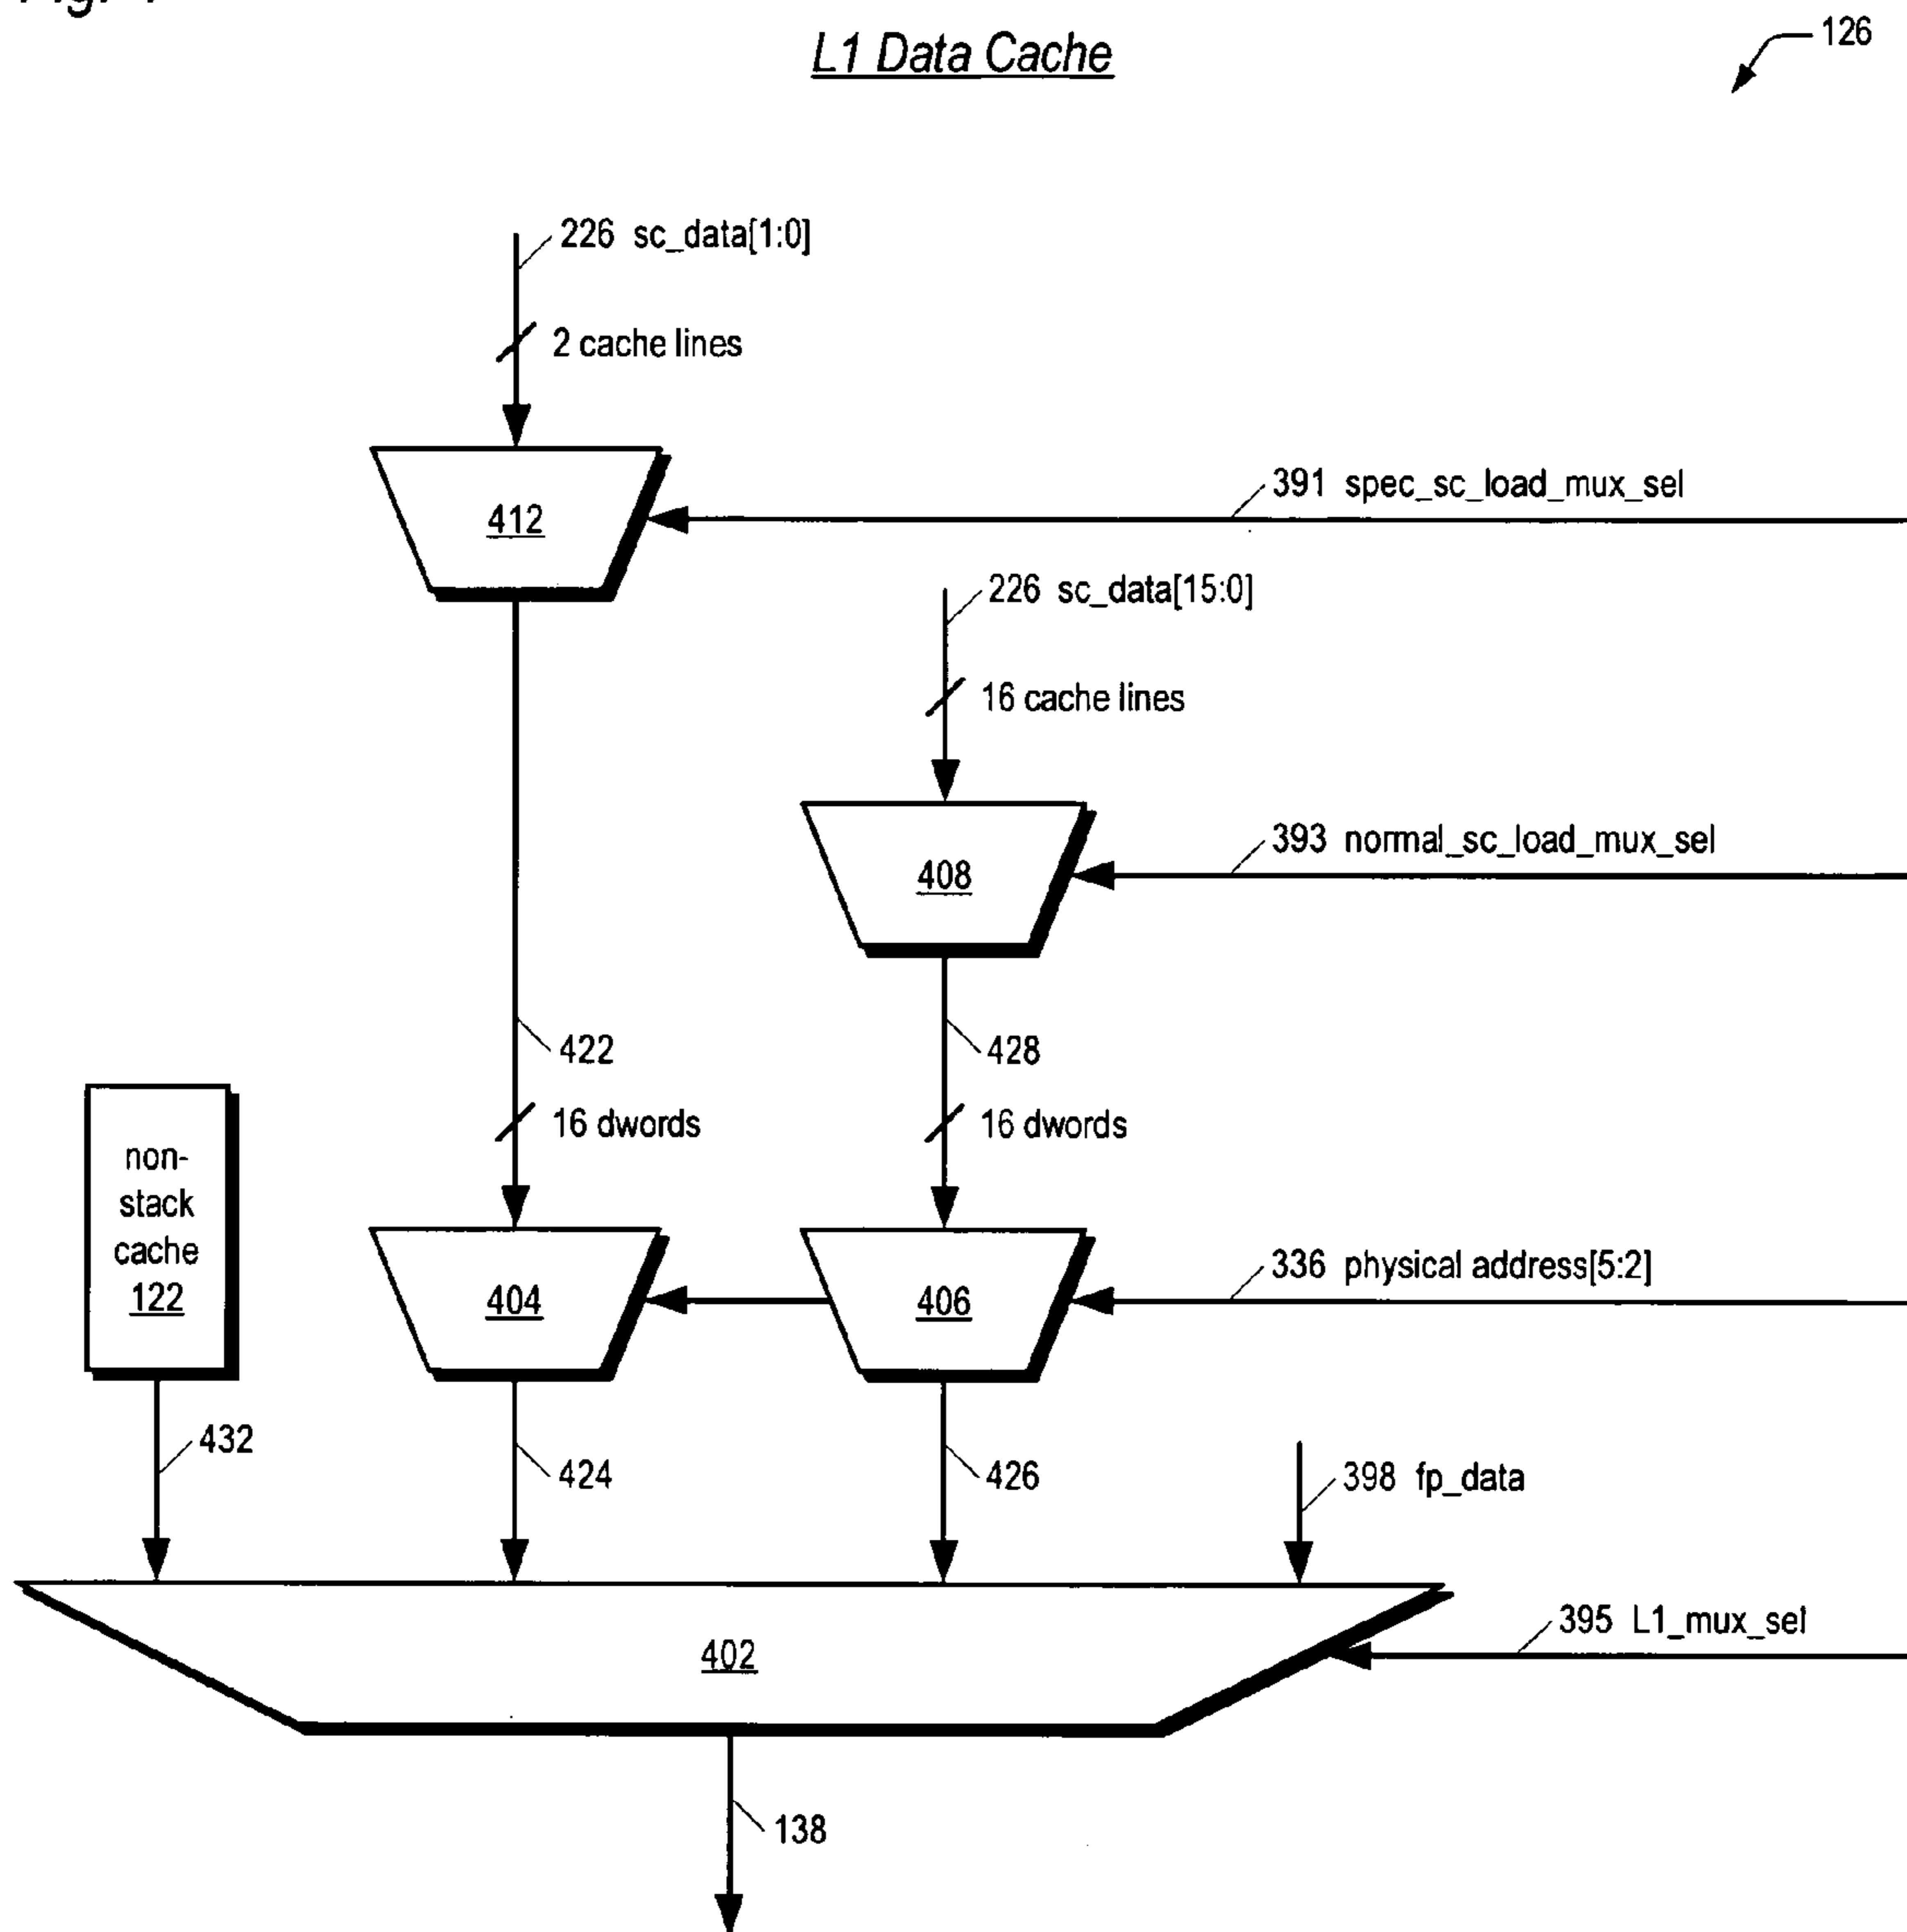 L1 Data Cache
126
226 sc_data[1:0]
2 cache lines
391 spec_sc_load_mux_sel
412
226 sc_data[15:0]
16 cache lines
393 normal_sc_load_mux_sel
408
422
428
16 dwords
16 dwords
non-
stack
cache
122
336 physical address[5:2]
404
406
432
424
426
398 fp_data
395 L1_mux_sel
402
138